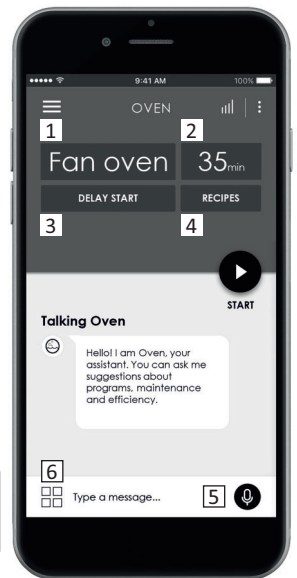 9:41 AM 100%
OVEN
1 2
Fan oven 35min
DELAY START RECIPES
3 4
START
Talking Oven
Hello! I am Oven, your
assistant. You can ask me
suggestions about
programs, maintenance
and efficiency.
6
Type a message... 5